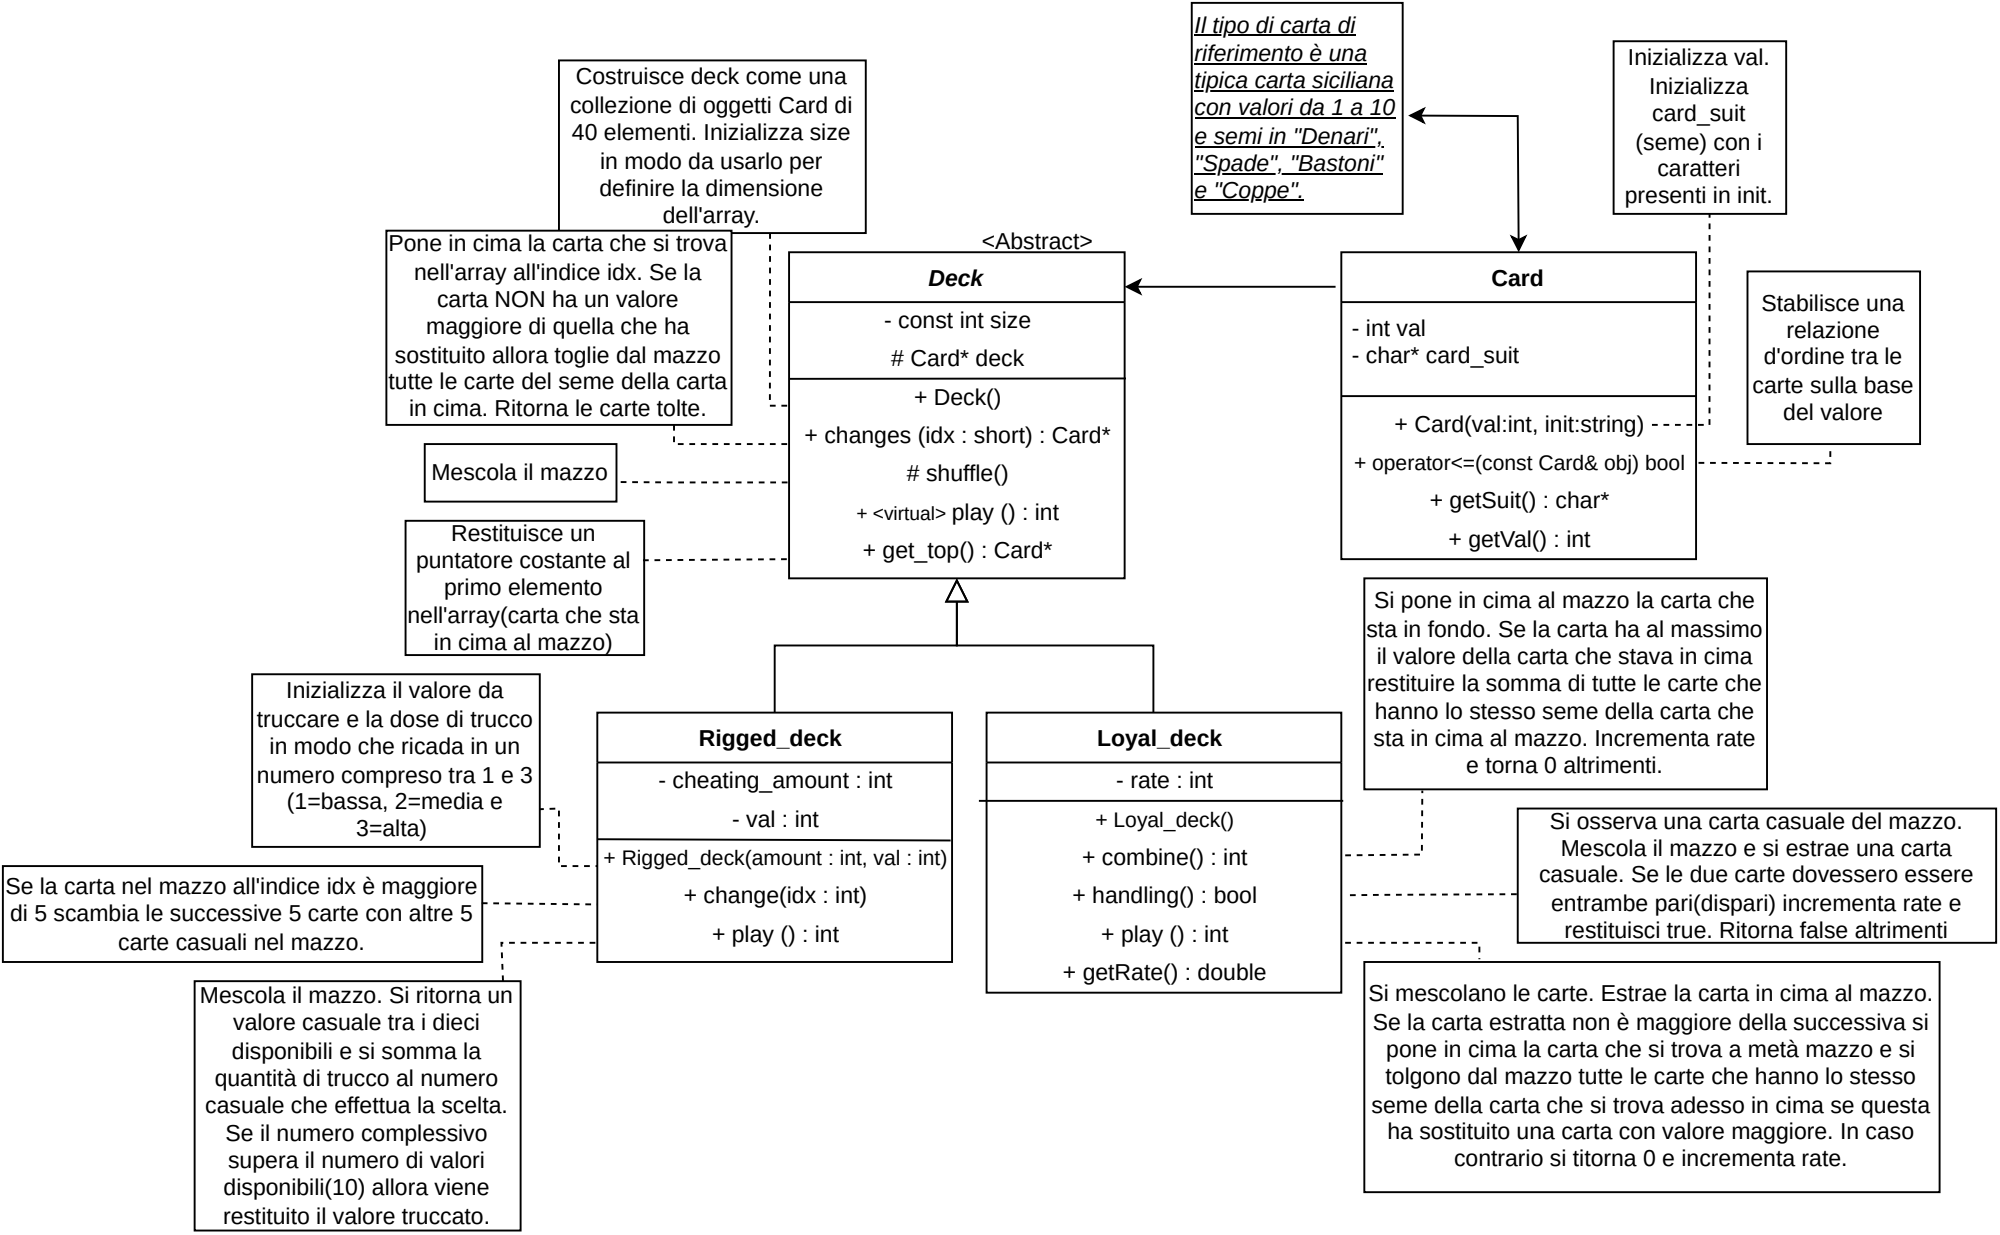 Il tipo di carta di
riferimento è una
tipica carta siciliana
con valori da 1 a 10
e semi in "Denari",
"Spade", "Bastoni"
e "Coppe".
Inizializza val.
Inizializza
card_suit
(seme) con i
caratteri
presenti in init.
Costruisce deck come una
collezione di oggetti Card di
40 elementi. Inizializza size
in modo da usarlo per
definire la dimensione
dell'array.
Pone in cima la carta che si trova
nell'array all'indice idx. Se la
carta NON ha un valore
maggiore di quella che ha
sostituito allora toglie dal mazzo
tutte le carte del seme della carta
in cima. Ritorna le carte tolte.
Mescola il mazzo
Restituisce un
puntatore costante al
primo elemento
nell'array(carta che sta
in cima al mazzo)
<Abstract>
Deck
- const int size
# Card* deck
+ Deck()
+ changes (idx : short) : Card*
# shuffle()
+ <virtual> play () : int
+ get_top() : Card*
Card
- int val
- char* card_suit
+ Card(val:int, init:string)
+ operator<=(const Card& obj) bool
+ getSuit() : char*
+ getVal() : int
Stabilisce una
relazione
d'ordine tra le
carte sulla base
del valore
Inizializza il valore da
truccare e la dose di trucco
in modo che ricada in un
numero compreso tra 1 e 3
(1=bassa, 2=media e
3=alta)
Se la carta nel mazzo all'indice idx è maggiore
di 5 scambia le successive 5 carte con altre 5
carte casuali nel mazzo.
Mescola il mazzo. Si ritorna un
valore casuale tra i dieci
disponibili e si somma la
quantità di trucco al numero
casuale che effettua la scelta.
Se il numero complessivo
supera il numero di valori
disponibili(10) allora viene
restituito il valore truccato.
Rigged_deck
- cheating_amount : int
- val : int
+ Rigged_deck(amount : int, val : int)
+ change(idx : int)
+ play () : int
Loyal_deck
- rate : int
+ Loyal_deck()
+ combine() : int
+ handling() : bool
+ play () : int
+ getRate() : double
Si pone in cima al mazzo la carta che
sta in fondo. Se la carta ha al massimo
il valore della carta che stava in cima
restituire la somma di tutte le carte che
hanno lo stesso seme della carta che
sta in cima al mazzo. Incrementa rate
e torna 0 altrimenti.
Si osserva una carta casuale del mazzo.
Mescola il mazzo e si estrae una carta
casuale. Se le due carte dovessero essere
entrambe pari(dispari) incrementa rate e
restituisci true. Ritorna false altrimenti
Si mescolano le carte. Estrae la carta in cima al mazzo.
Se la carta estratta non è maggiore della successiva si
pone in cima la carta che si trova a metà mazzo e si
tolgono dal mazzo tutte le carte che hanno lo stesso
seme della carta che si trova adesso in cima se questa
ha sostituito una carta con valore maggiore. In caso
contrario si titorna 0 e incrementa rate.